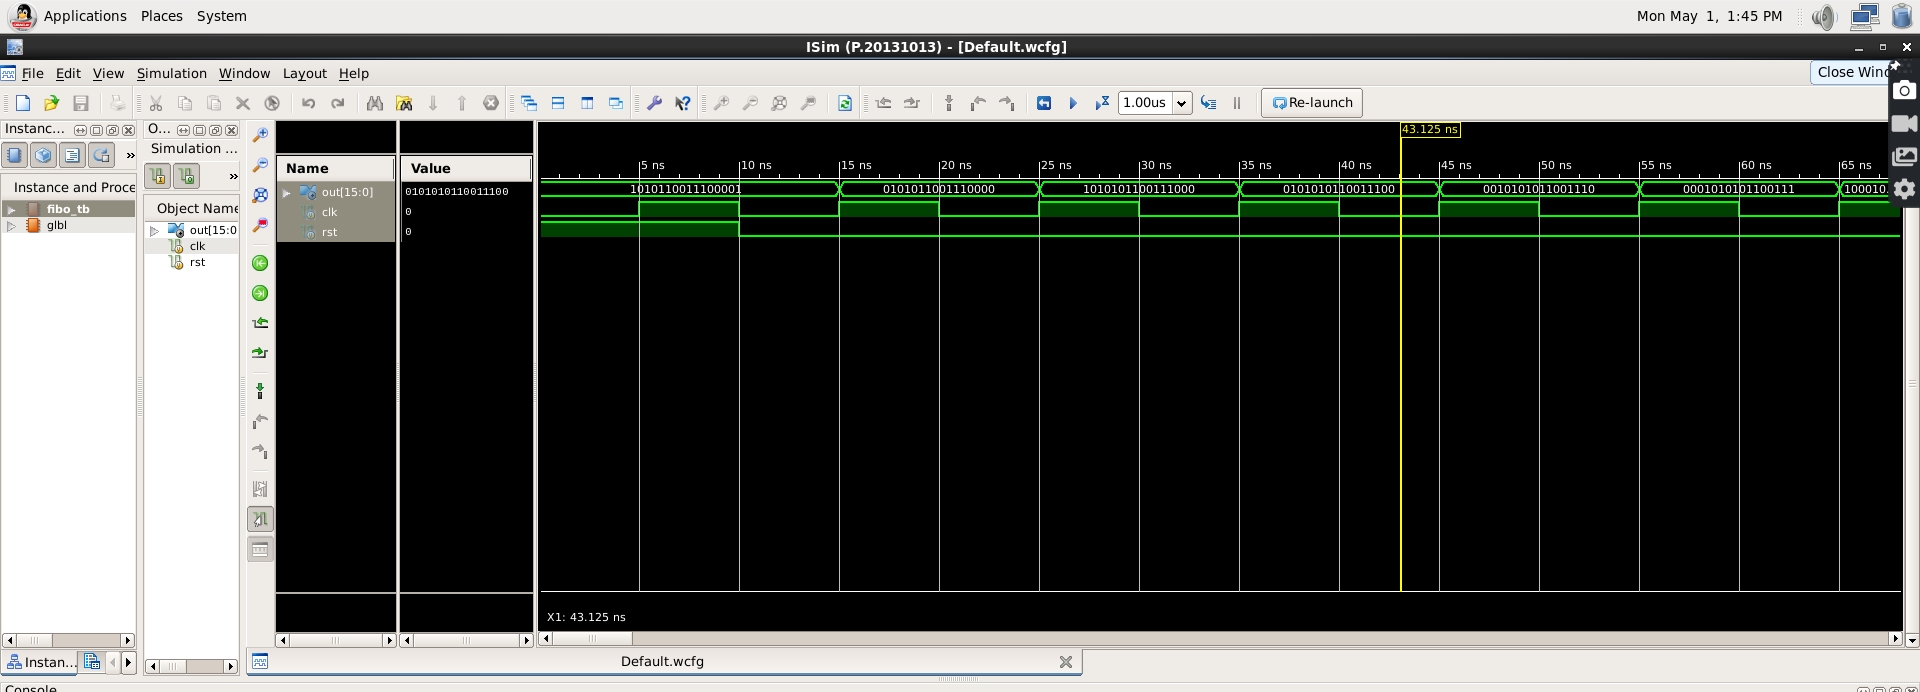 Applications Places System
Mon May 1, 1:45 PM
ISim (P.20131013) - [Default.wcfg]
File Edit View Simulation Window Layout Help
Close Wind
1.00us
Re-launch
Instanc...
O...
Simulation ...
»
»
Instance and Proce
fibo_tb
glbl
Object Name
out[15:0
clk
rst
Name
Value
out[15:0]
0101010110011100
clk
0
rst
0
43.125 ns
5 ns
10 ns
15 ns
20 ns
25 ns
30 ns
35 ns
40 ns
45 ns
50 ns
55 ns
60 ns
65 ns
1010110011100001
0101011001110000
1010101100111000
0101010110011100
0010101011001110
0001010101100111
100010.
X1: 43.125 ns
Instan...
Default.wcfg
Console